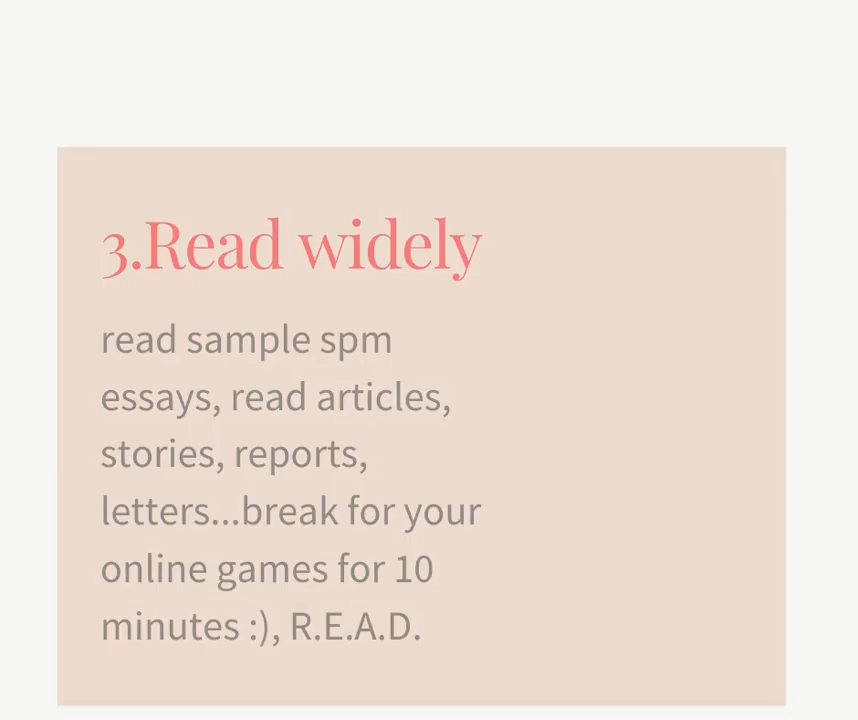 3.Read widely
read sample spm
essays, read articles,
stories, reports,
letters...break for your
online games for 10
minutes :), R.E.A.D.